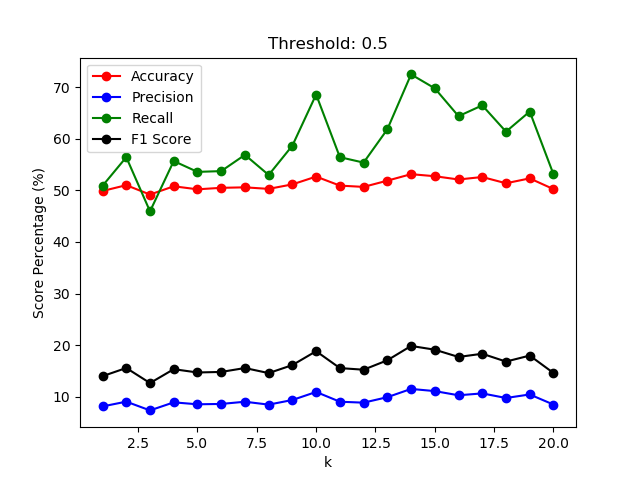 Threshold: 0.5
Accuracy
Precision
Recall
F1 Score
Score Percentage (%)
70
60
50
40
30
20
10
2.5 5.0 7.5 10.0 12.5 15.0 17.5 20.0
k